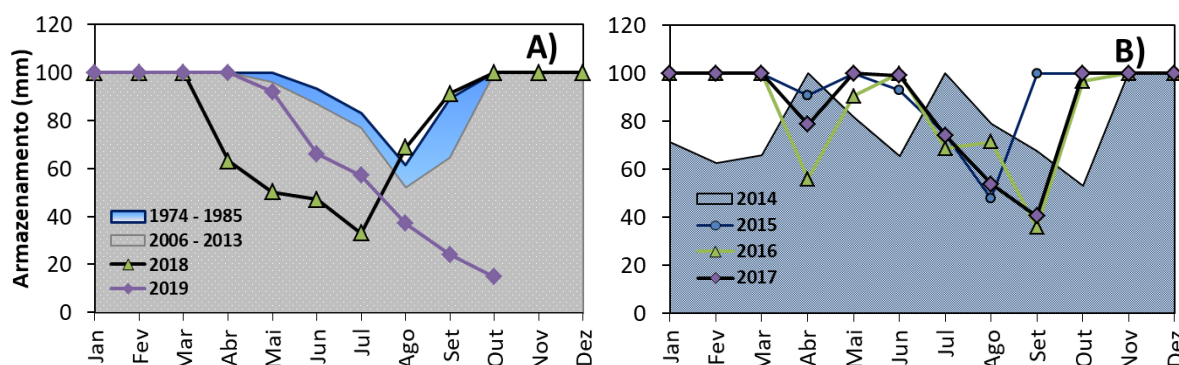 A)
Armazenamento (mm)
120
100
80
60
40
20
0
1974 - 1985
2006 - 2013
2018
2019
Jan
Fev
Mar
Abr
Mai
Jun
Jul
Ago
Set
Out
Nov
Dez
B)
120
100
80
60
40
20
0
2014
2015
2016
2017
Jan
Fev
Mar
Abr
Mai
Jun
Jul
Ago
Set
Out
Nov
Dez